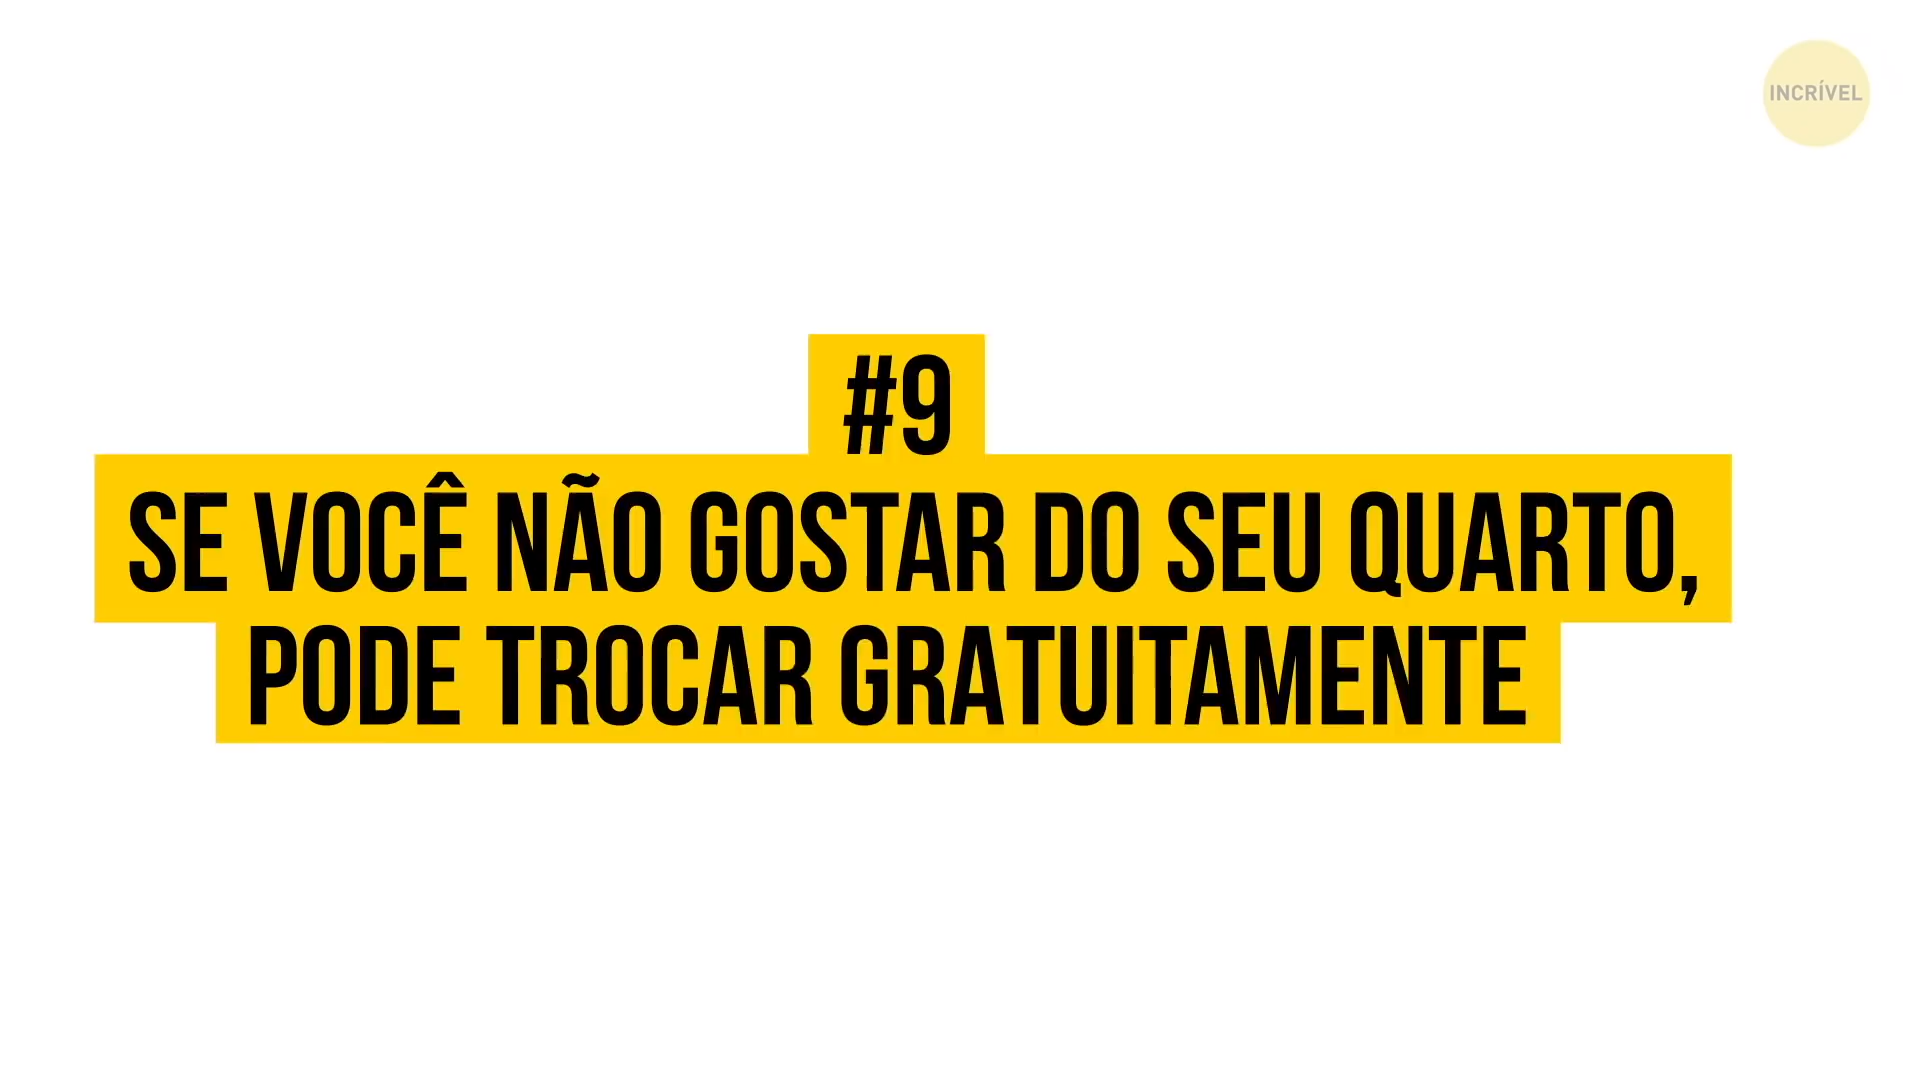 INCRÍVEL
#9
SE VOCÊ NÃO GOSTAR DO SEU QUARTO,
PODE TROCAR GRATUITAMENTE